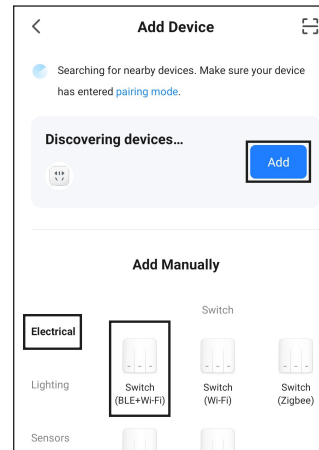 Add Device
Searching for nearby devices. Make sure your device
has entered pairing mode.
Discovering devices...
Add
Add Manually
Switch
Electrical
Lighting
Switch
(BLE+Wi-Fi)
Switch
(Wi-Fi)
Switch
(Zigbee)
Sensors